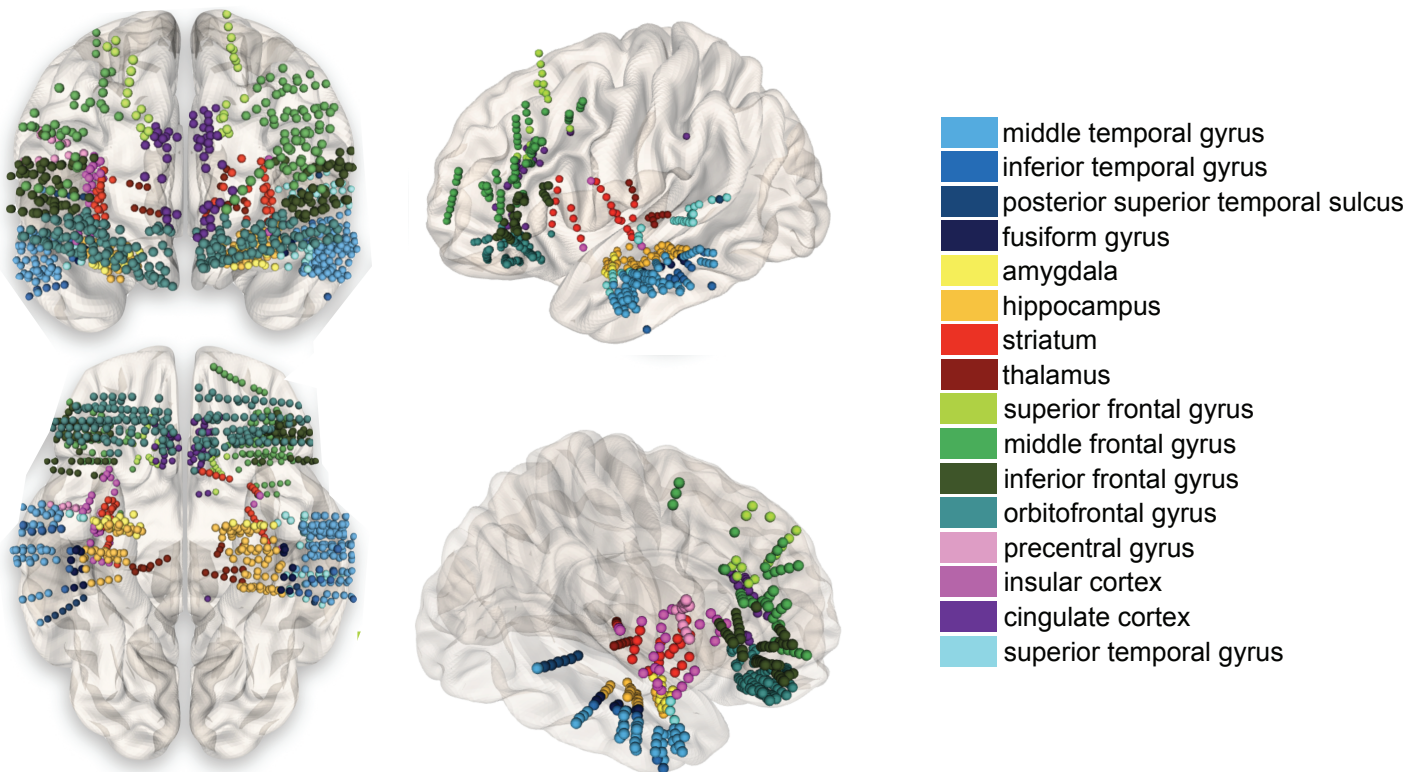 middle temporal gyrus
inferior temporal gyrus
posterior superior temporal sulcus
fusiform gyrus
amygdala
hippocampus
striatum
thalamus
superior frontal gyrus
middle frontal gyrus
inferior frontal gyrus
orbitofrontal gyrus
precentral gyrus
insular cortex
cingulate cortex
superior temporal gyrus